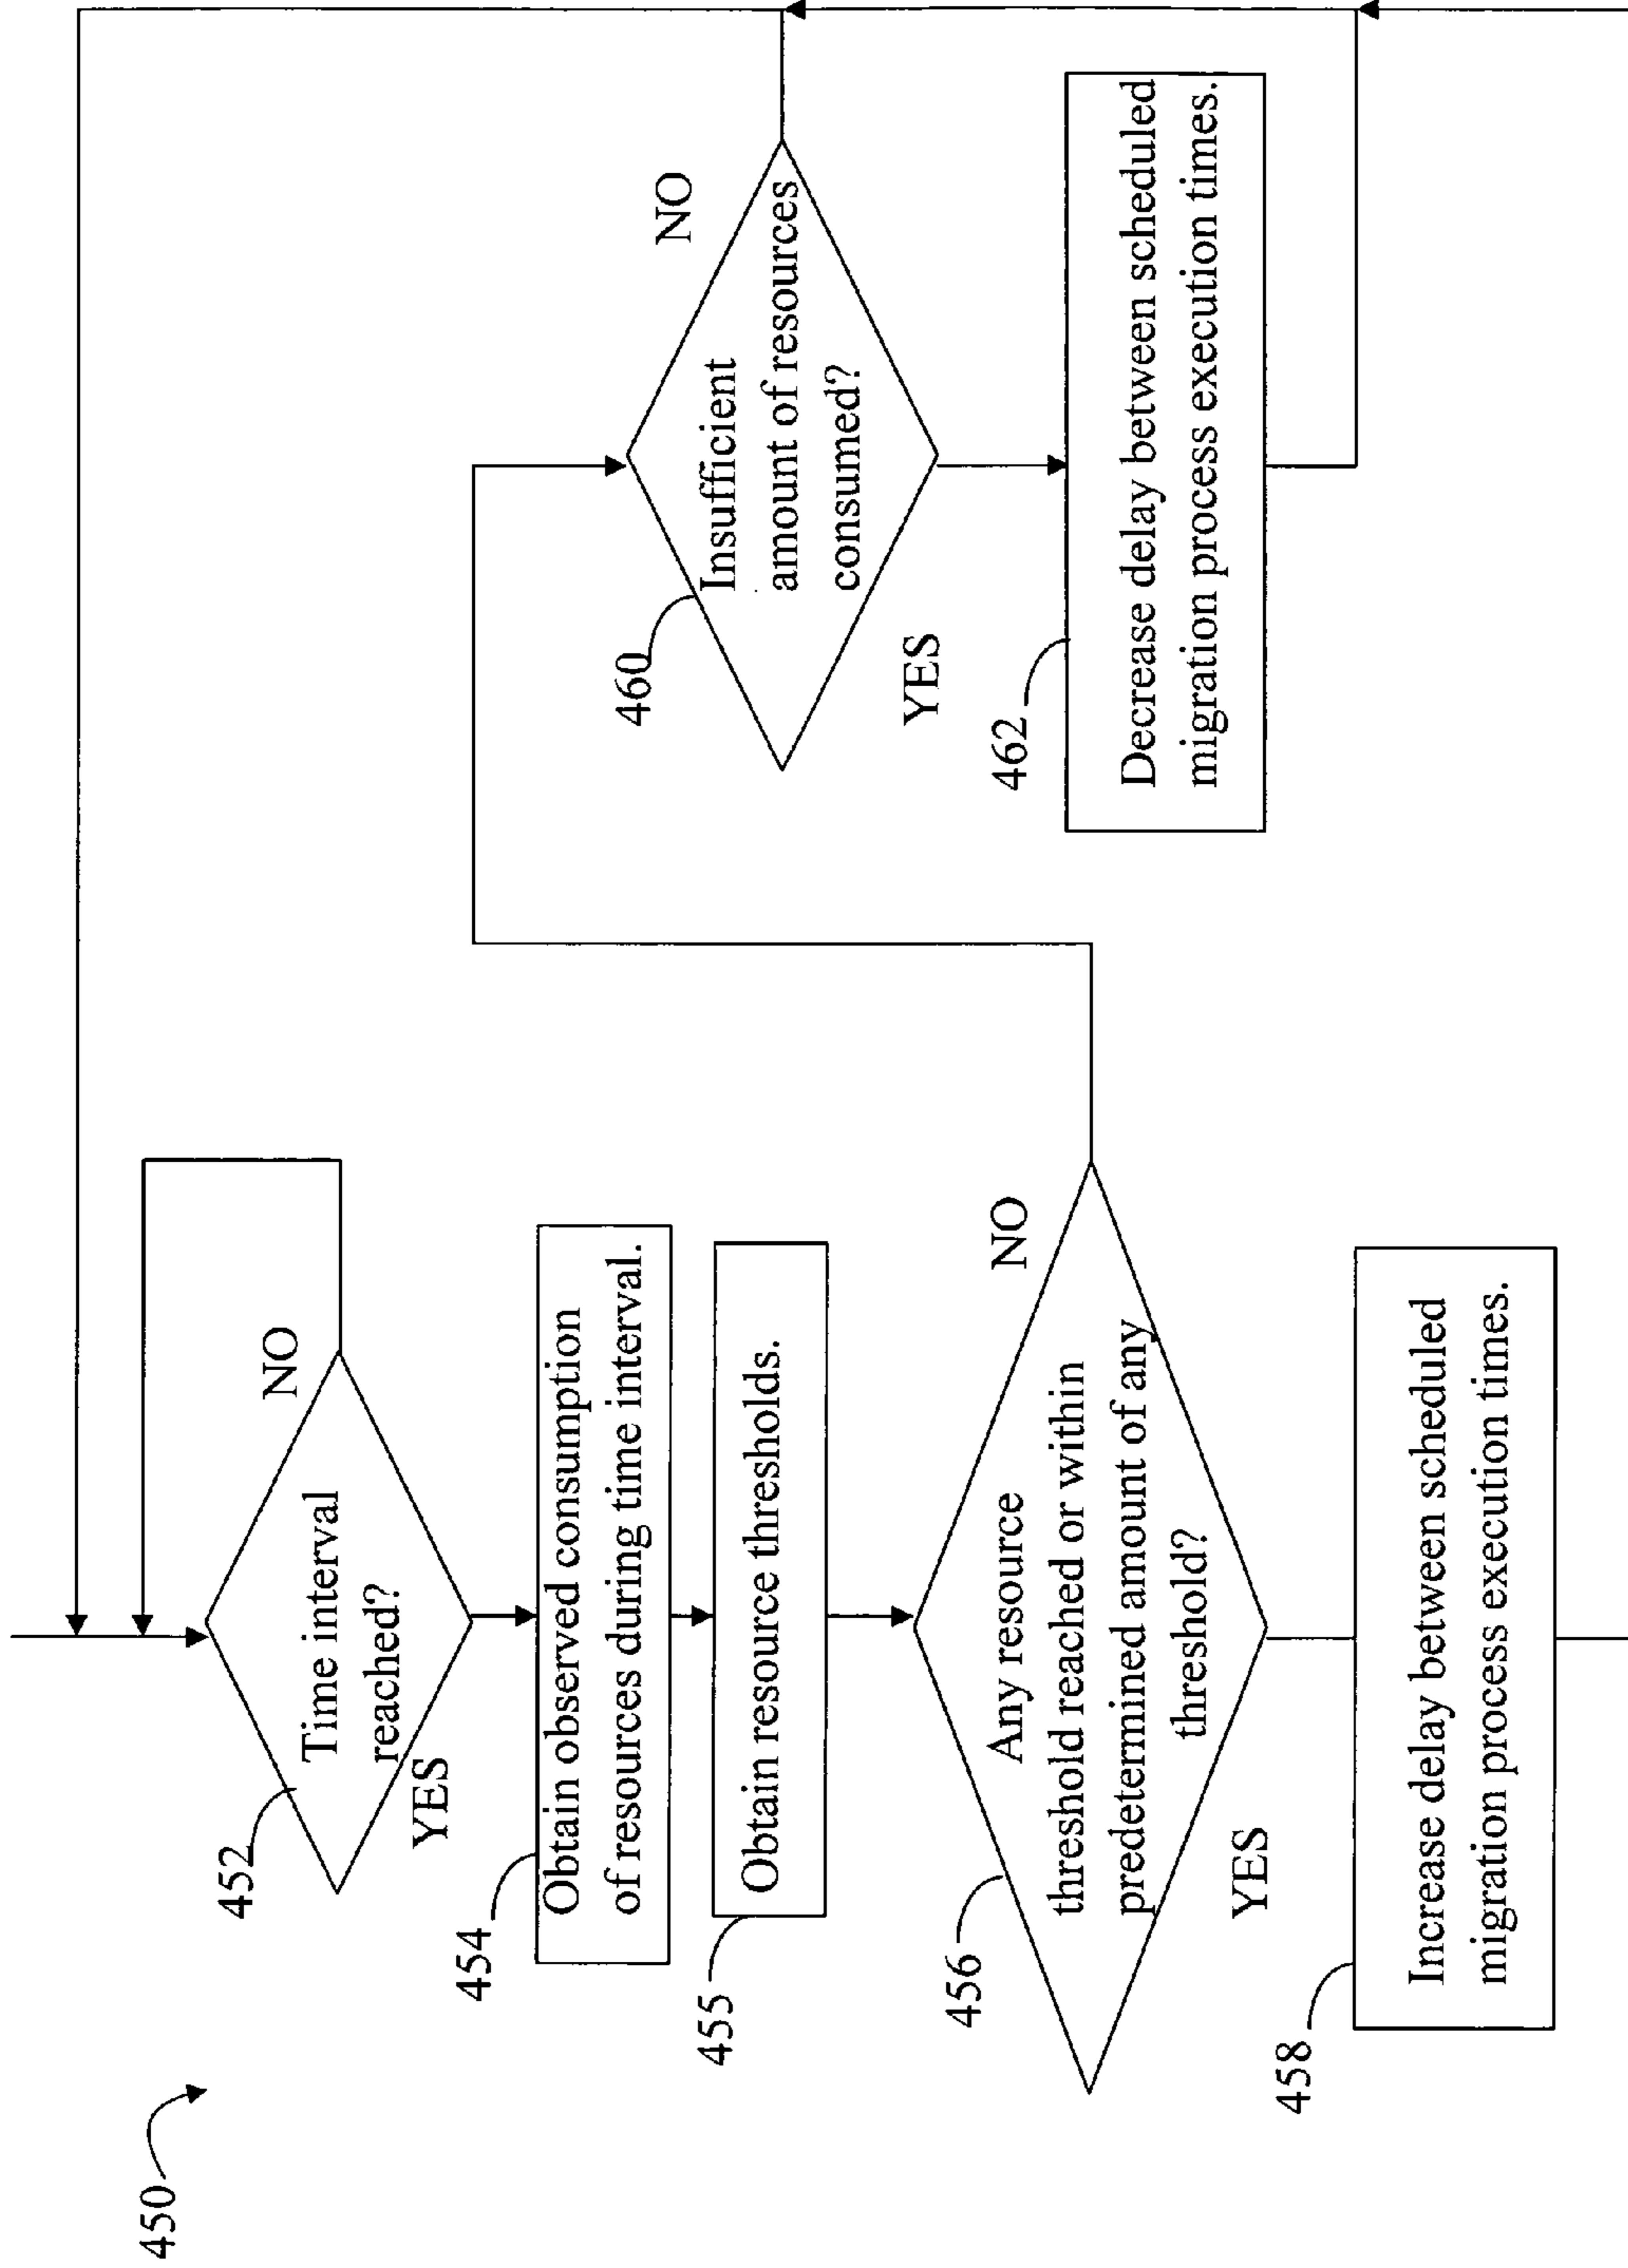 450
452
Time interval
reached?
NO
YES
454
Obtain observed consumption
of resources during time interval.
455
Obtain resource thresholds.
456
Any resource
threshold reached or within
predetermined amount of any
threshold?
NO
YES
458
Increase delay between scheduled
migration process execution times.
460
Insufficient
amount of resources
consumed?
NO
YES
462
Decrease delay between scheduled
migration process execution times.